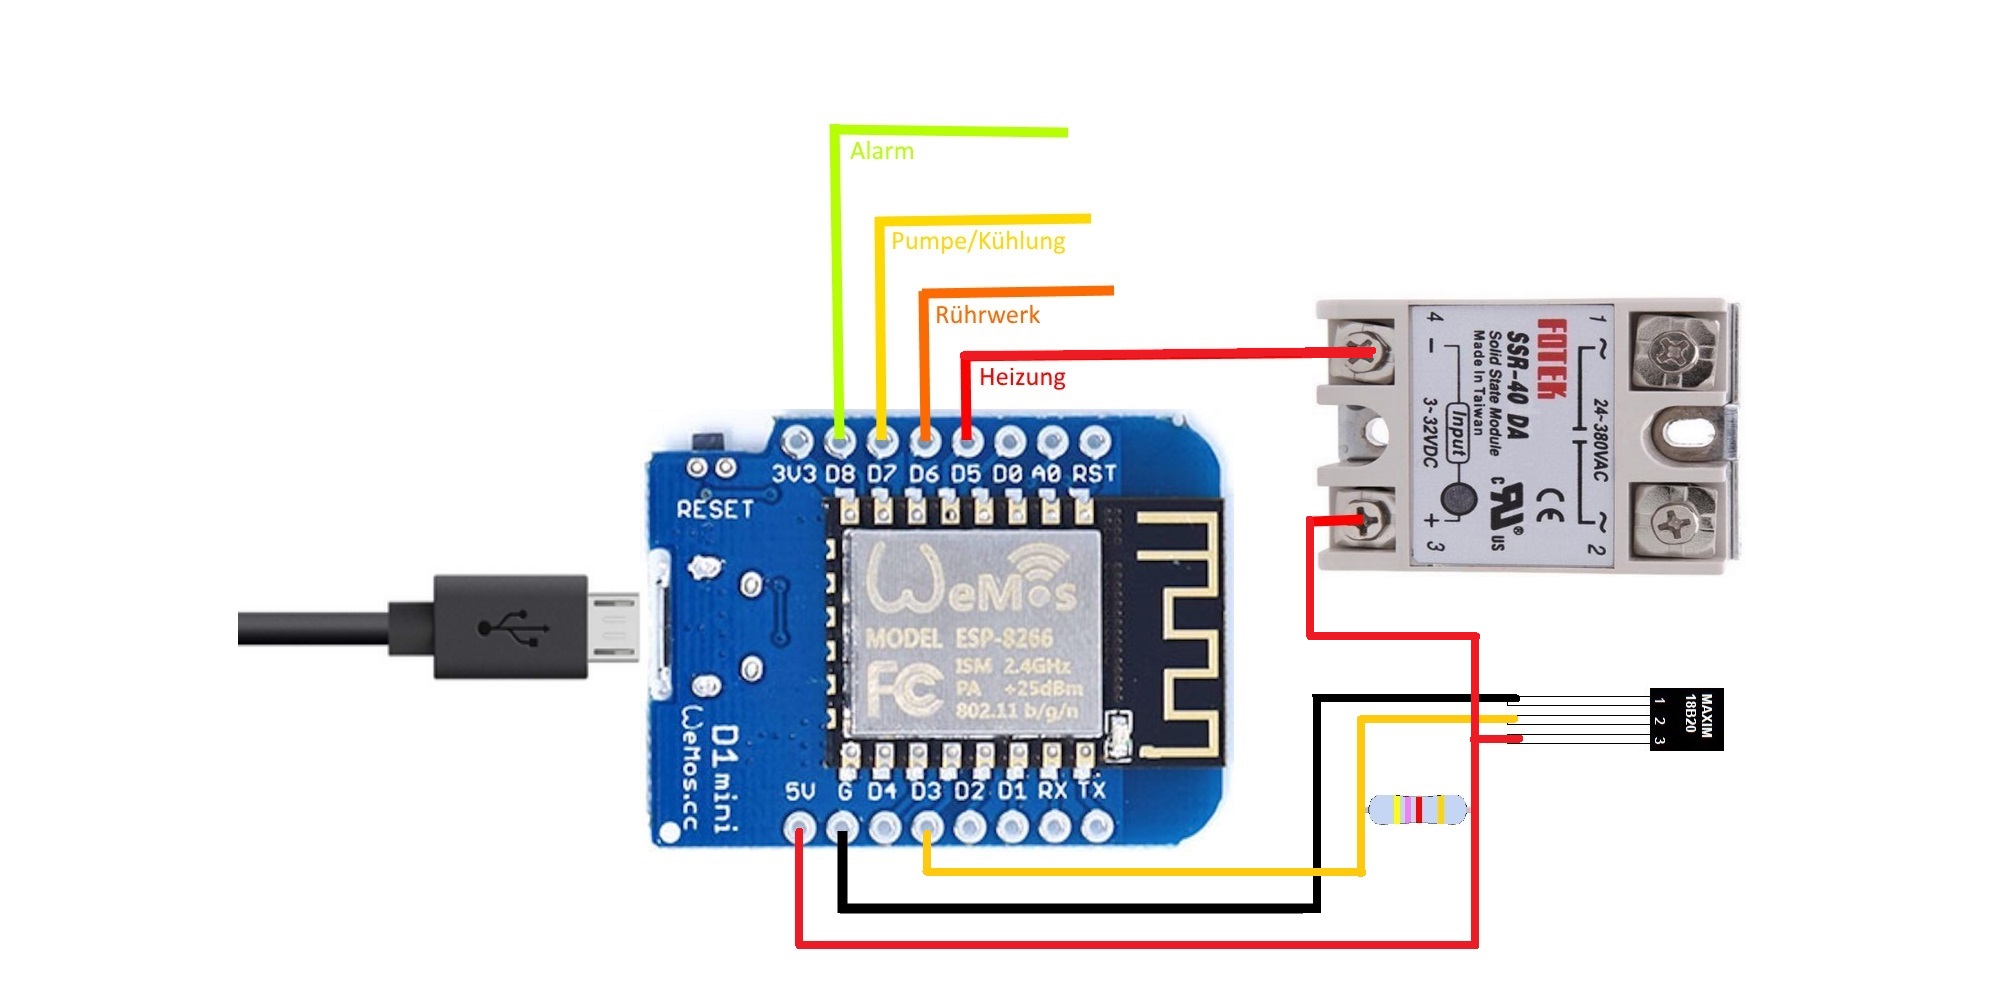 Alarm
Pumpe/Kühlung
Rührwerk
Heizung
3V3 D8 D7 D6 D5 D0 A0 RST
RESET
WeMos
MODEL ESP-8266
FC
ISM 2.4GHz
PA +25dBm
802.11 b/g/n
D1 mini
WeMos.cc
5V G D4 D3 D2 D1 RX TX
FOTEK
SSR-40 DA
Solid State Module
Made In Taiwan
1 ~
24~380VAC
~ 2
4 -
Input
3~32VDC
+ 3
c RU ® US
CE
MAXIM
18B20
1
2
3